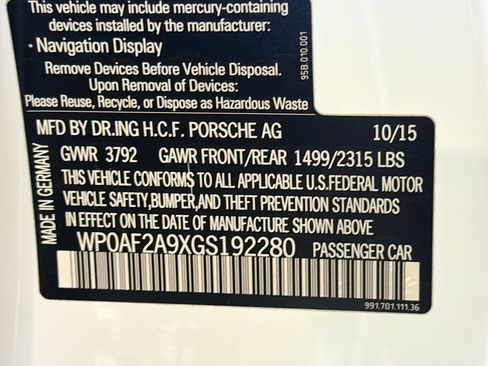 This vehicle may include mercury-containing
devices installed by the manufacturer:
• Navigation Display
Remove Devices Before Vehicle Disposal.
Upon Removal of Devices:
Please Reuse, Recycle, or Dispose as Hazardous Waste
95B.010.001
MFD BY DR.ING H.C.F. PORSCHE AG 10/15
GVWR 3792 GAWR FRONT/REAR 1499/2315 LBS
THIS VEHICLE CONFORMS TO ALL APPLICABLE U.S.FEDERAL MOTOR
VEHICLE SAFETY,BUMPER,AND THEFT PREVENTION STANDARDS
IN EFFECT ON THE DATE OF MANUFACTURE SHOWN ABOVE
WP0AF2A9XGS192280 PASSENGER CAR
MADE IN GERMANY
991.701.111.36